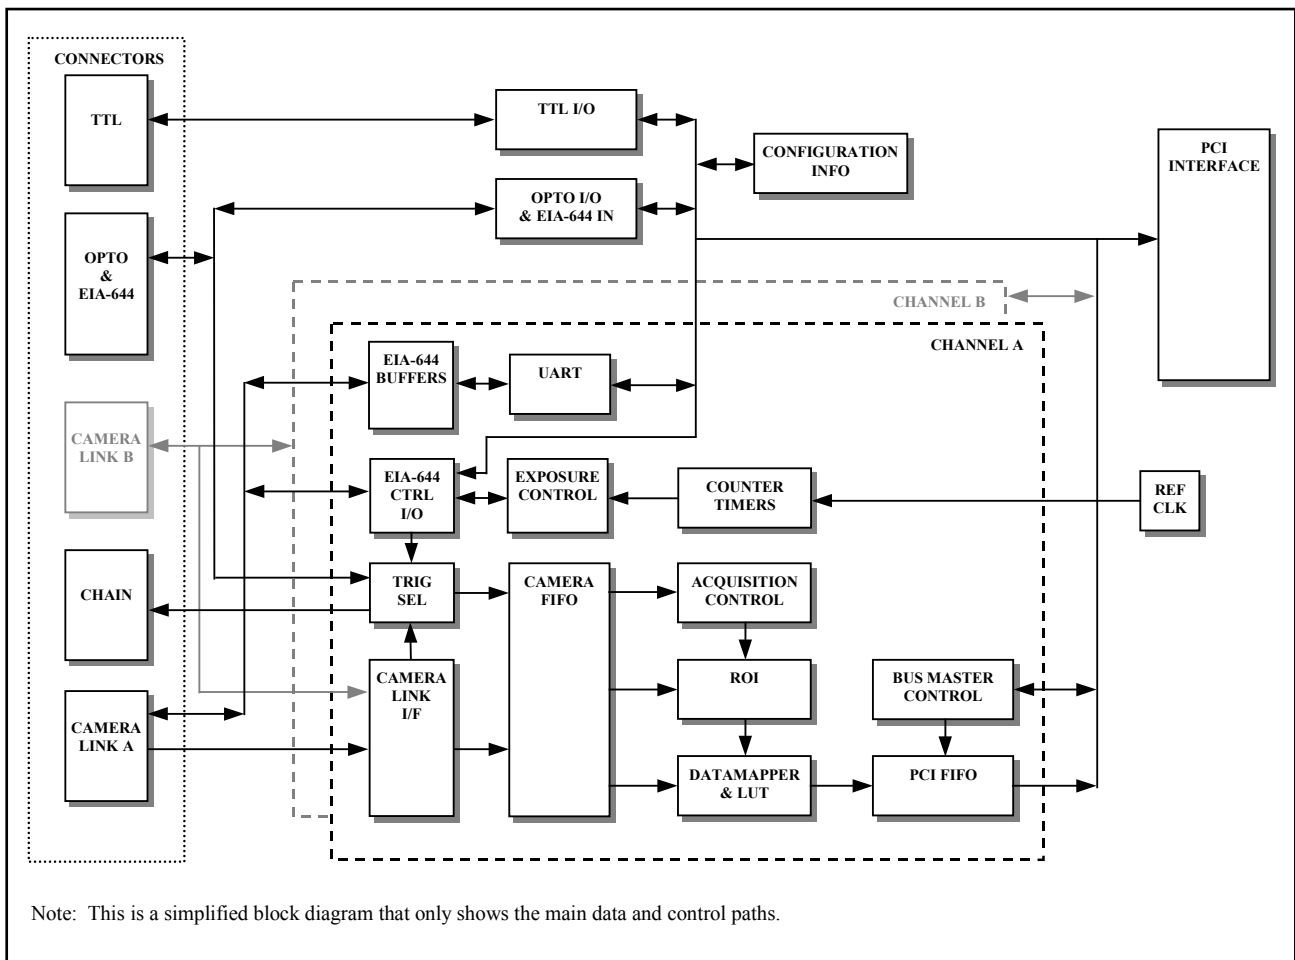 CONNECTORS
TTL
OPTO
&
EIA-644
CAMERA
LINK B
CHAIN
CAMERA
LINK A
TTL I/O
OPTO I/O
& EIA-644 IN
CONFIGURATION
INFO
PCI
INTERFACE
CHANNEL B
CHANNEL A
EIA-644
BUFFERS
UART
EIA-644
CTRL
I/O
EXPOSURE
CONTROL
COUNTER
TIMERS
REF
CLK
TRIG
SEL
CAMERA
FIFO
ACQUISITION
CONTROL
CAMERA
LINK
I/F
ROI
BUS MASTER
CONTROL
DATAMAPPER
& LUT
PCI FIFO
Note:  This is a simplified block diagram that only shows the main data and control paths.